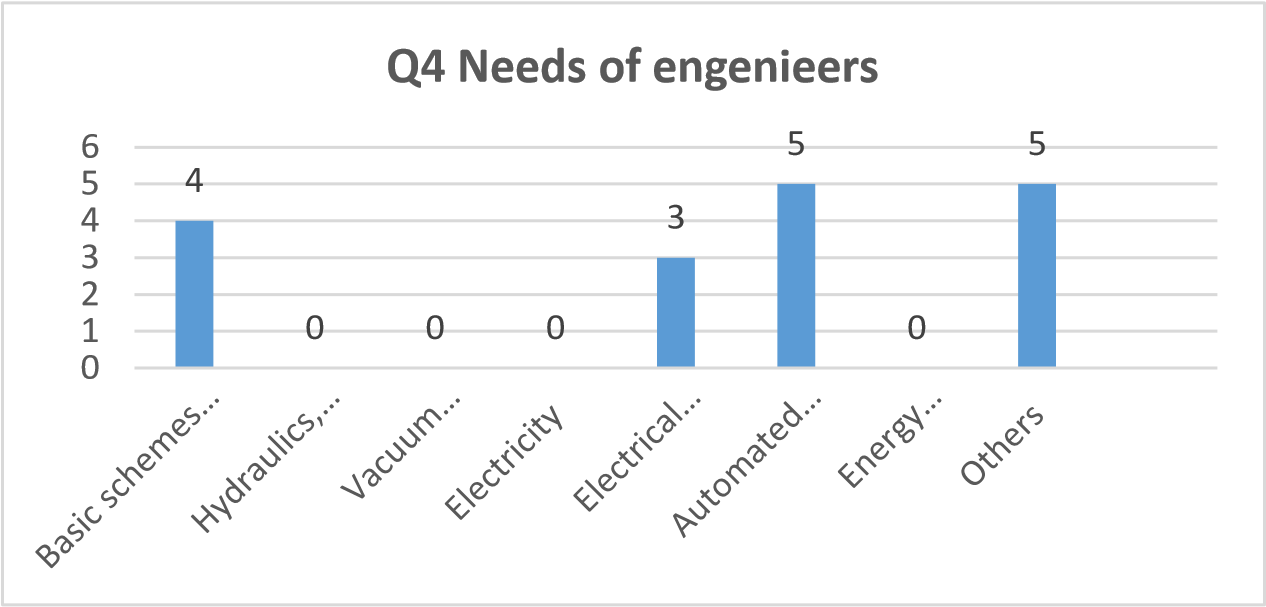 Q4 Needs of engenieers
6
5
4
3
2
1
0
4
0
0
0
3
5
0
5
Basic schemes...
Hydraulics,...
Vacuum...
Electricity
Electrical...
Automated...
Energy...
Others